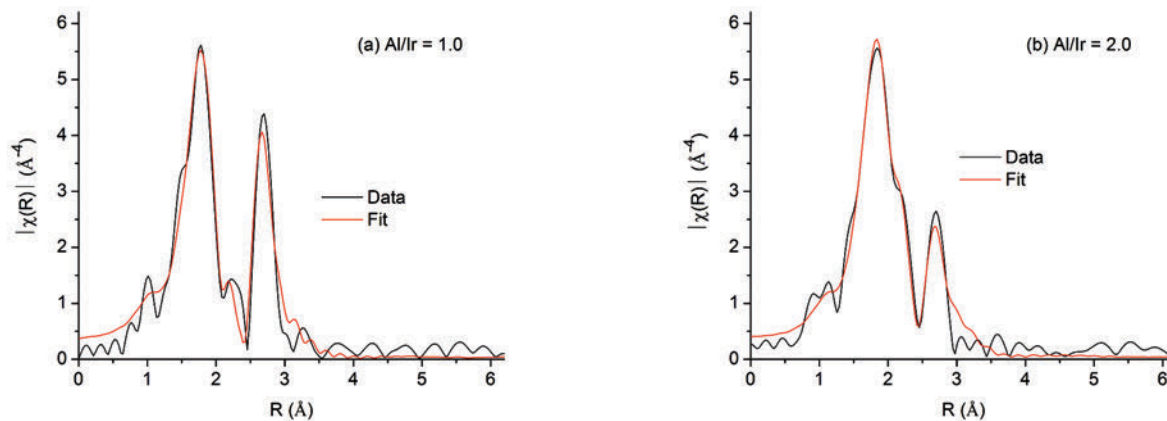 (a) Al/Ir = 1.0
|χ(R)| (Å⁻⁴)
6
5
4
3
2
1
0
Data
Fit
0 1 2 3 4 5 6
R (Å)
(b) Al/Ir = 2.0
|χ(R)| (Å⁻⁴)
6
5
4
3
2
1
0
Data
Fit
0 1 2 3 4 5 6
R (Å)